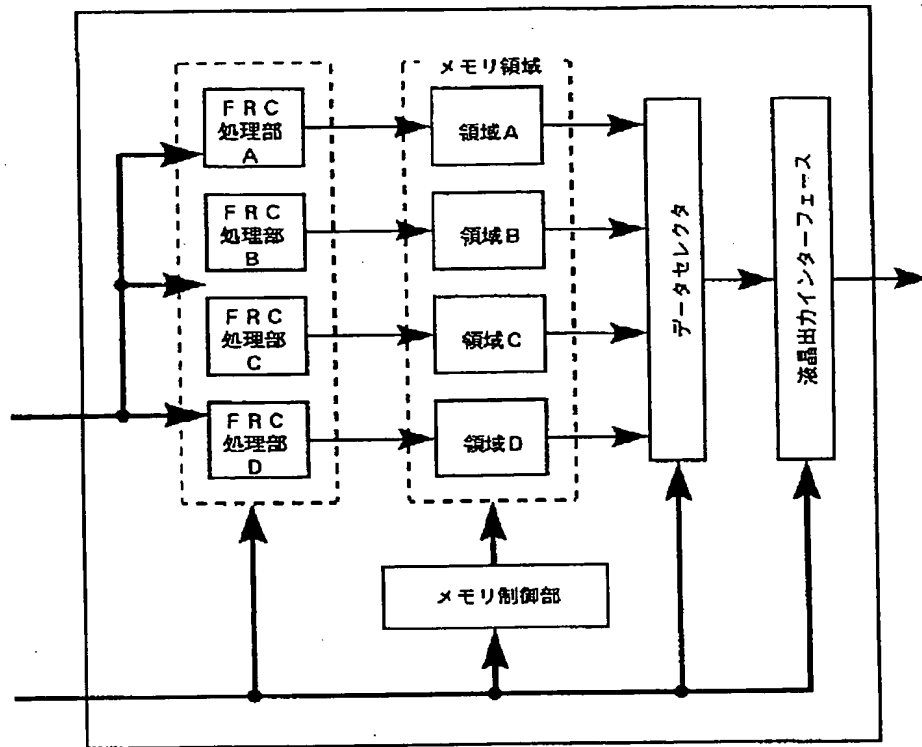 メモリ領域
FRC
処理部
A
領域A
FRC
処理部
B
領域B
FRC
処理部
C
領域C
FRC
処理部
D
領域D
データセレクタ
液晶出力インターフェース
メモリ制御部